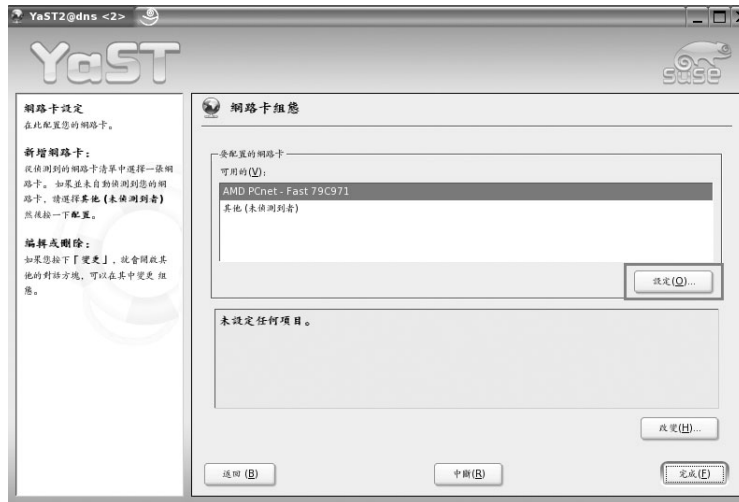 YaST2@dns <2>
YaST
suse
網路卡設定
在此配置您的網路卡。
新增網路卡：
從偵測到的網路卡清單中選擇一張網
路卡。 如果並未自動偵測到您的網
路卡，請選擇其他 (未偵測到者)
然後按一下配置。
編輯或刪除：
如果您按下「變更」，就會開啟其
他的對話方塊，可以在其中變更 組
態。
網路卡組態
要配置的網路卡
可用的(V)：
AMD PCnet - Fast 79C971
其他 (未偵測到者)
設定(O)...
未設定任何項目。
改變(H)...
返回 (B)
中斷(R)
完成(F)